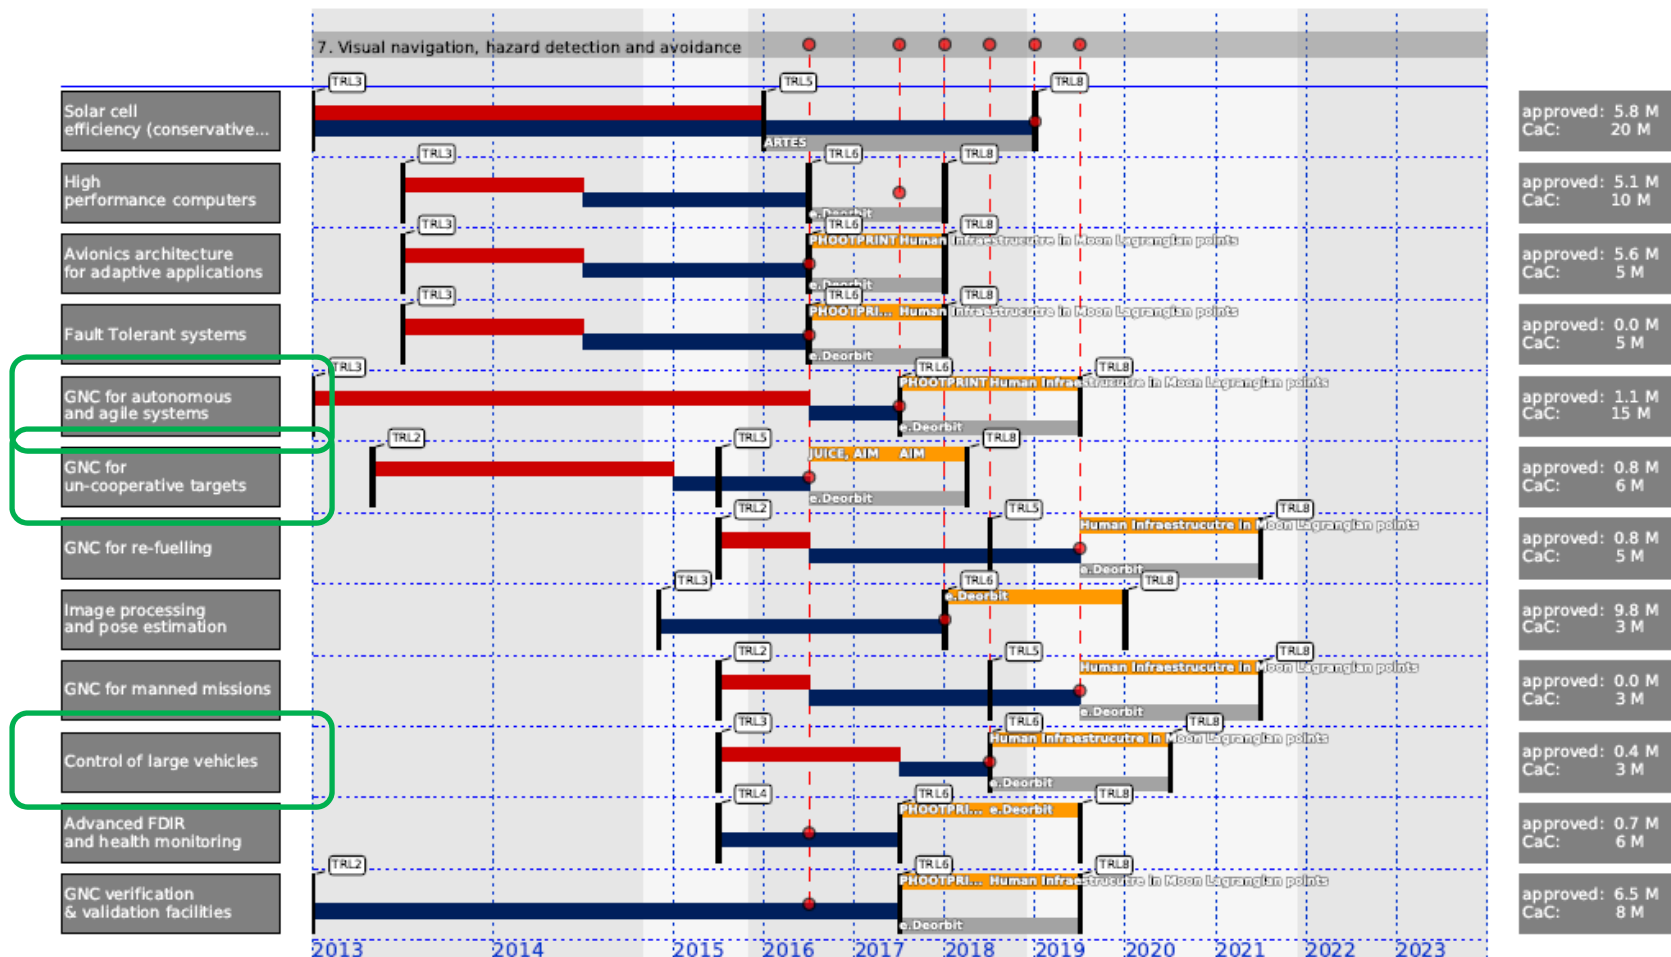 7. Visual navigation, hazard detection and avoidance
TRL3 TRL5 TRL8
Solar cell
efficiency (conservative...
ARTES
approved: 5.8 M
CaC: 20 M
TRL3 TRL6 TRL8
High
performance computers
e.Deorbit
approved: 5.1 M
CaC: 10 M
TRL3 TRL6 TRL8
Avionics architecture
for adaptive applications
PHOOTPRINT Human Infraestrucutre in Moon Lagrangian points
e.Deorbit
approved: 5.6 M
CaC: 5 M
TRL3 TRL6 TRL8
Fault Tolerant systems
PHOOTPRI... Human Infraestrucutre in Moon Lagrangian points
e.Deorbit
approved: 0.0 M
CaC: 5 M
TRL3 TRL6 TRL8
GNC for autonomous
and agile systems
PHOOTPRINT Human Infraestrucutre in Moon Lagrangian points
e.Deorbit
approved: 1.1 M
CaC: 15 M
TRL2 TRL5 TRL8
GNC for
un-cooperative targets
JUICE, AIM AIM
e.Deorbit
approved: 0.8 M
CaC: 6 M
TRL2 TRL5 TRL8
GNC for re-fuelling
Human Infraestrucutre in Moon Lagrangian points
e.Deorbit
approved: 0.8 M
CaC: 5 M
TRL3 TRL6 TRL8
Image processing
and pose estimation
e.Deorbit
approved: 9.8 M
CaC: 3 M
TRL2 TRL5 TRL8
GNC for manned missions
Human Infraestrucutre in Moon Lagrangian points
e.Deorbit
approved: 0.0 M
CaC: 3 M
TRL3 TRL6 TRL8
Control of large vehicles
Human Infraestrucutre in Moon Lagrangian points
e.Deorbit
approved: 0.4 M
CaC: 3 M
TRL4 TRL6 TRL8
Advanced FDIR
and health monitoring
PHOOTPRI... e.Deorbit
approved: 0.7 M
CaC: 6 M
TRL2 TRL6 TRL8
GNC verification
& validation facilities
PHOOTPRI... Human Infraestrucutre in Moon Lagrangian points
e.Deorbit
approved: 6.5 M
CaC: 8 M
2013 2014 2015 2016 2017 2018 2019 2020 2021 2022 2023